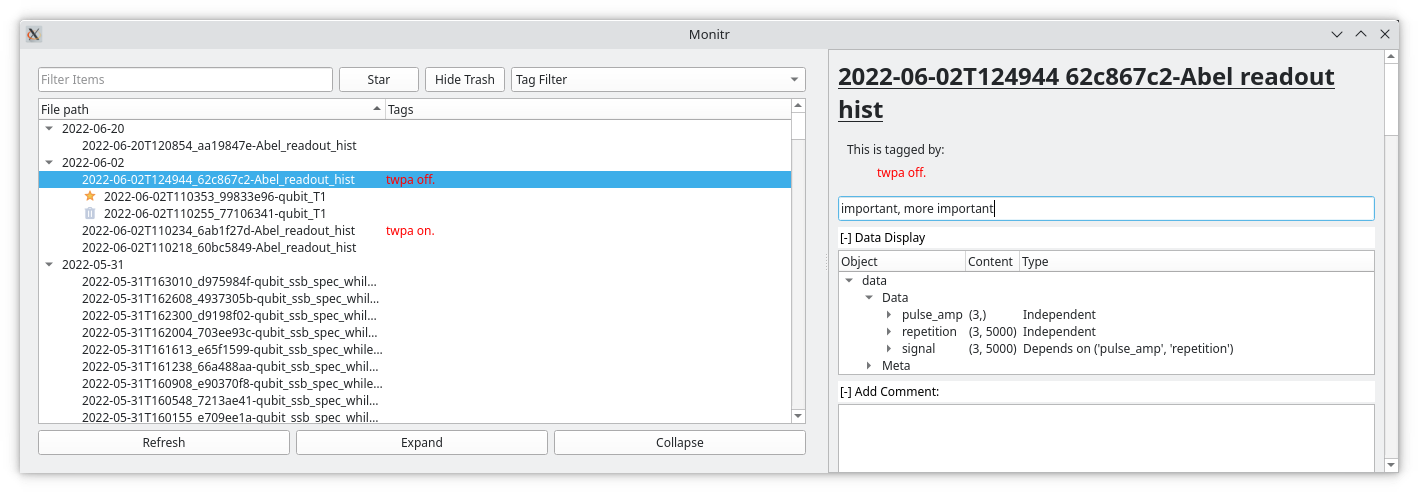 Monitr
Filter Items
Star
Hide Trash
Tag Filter
File path Tags
2022-06-20
2022-06-20T120854_aa19847e-Abel_readout_hist
2022-06-02
2022-06-02T124944_62c867c2-Abel_readout_hist twpa off.
2022-06-02T110353_99833e96-qubit_T1
2022-06-02T110255_77106341-qubit_T1
2022-06-02T110234_6ab1f27d-Abel_readout_hist twpa on.
2022-06-02T110218_60bc5849-Abel_readout_hist
2022-05-31
2022-05-31T163010_d975984f-qubit_ssb_spec_whil...
2022-05-31T162608_4937305b-qubit_ssb_spec_whil...
2022-05-31T162300_d9198f02-qubit_ssb_spec_whil...
2022-05-31T162004_703ee93c-qubit_ssb_spec_whil...
2022-05-31T161613_e65f1599-qubit_ssb_spec_while...
2022-05-31T161238_66a488aa-qubit_ssb_spec_whil...
2022-05-31T160908_e90370f8-qubit_ssb_spec_while...
2022-05-31T160548_7213ae41-qubit_ssb_spec_whil...
2022-05-31T160155_e709ee1a-qubit_ssb_spec_whil...
Refresh
Expand
Collapse
2022-06-02T124944 62c867c2-Abel readout
hist
This is tagged by:
twpa off.
important, more important
[-] Data Display
Object Content Type
data
Data
pulse_amp (3,) Independent
repetition (3, 5000) Independent
signal (3, 5000) Depends on ('pulse_amp', 'repetition')
Meta
[-] Add Comment: